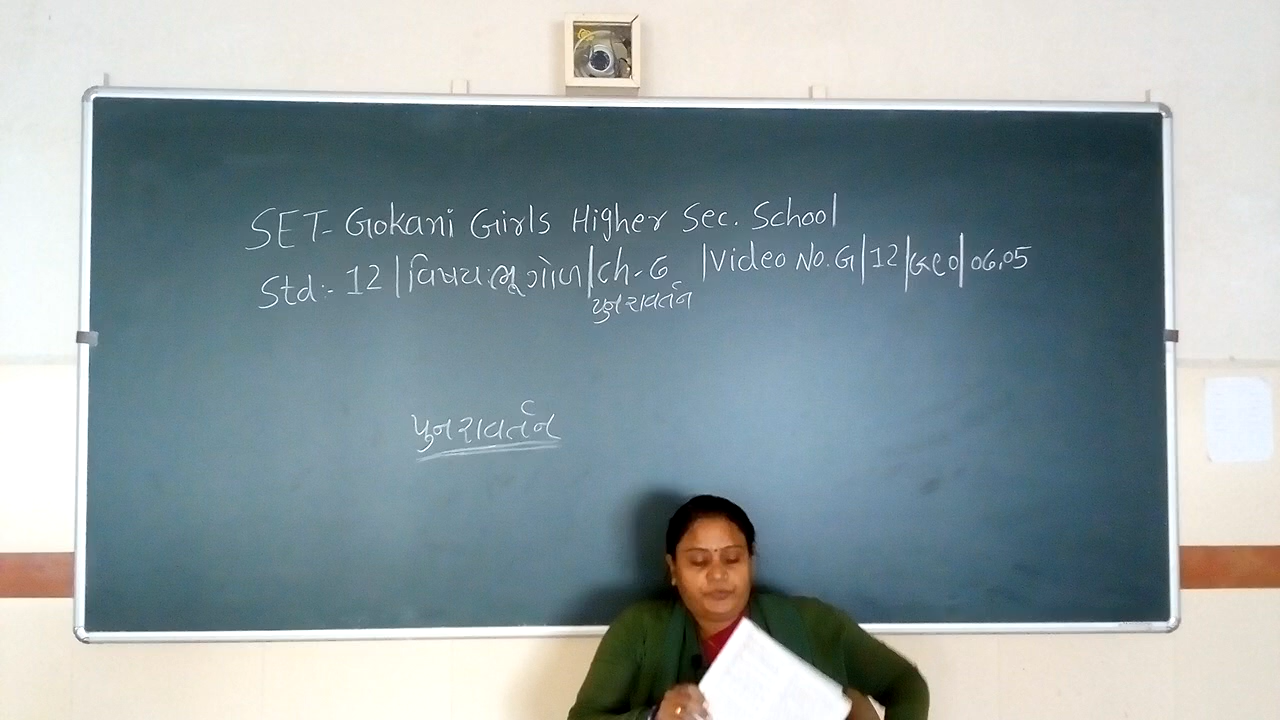 SET- Gokani Girls Higher Sec. School
Std:- 12 | વિષય:ભૂગોળ | Ch-6 | Video No. G | 12 | Geo | 06.05
પુનરાવર્તન
પુનરાવર્તન